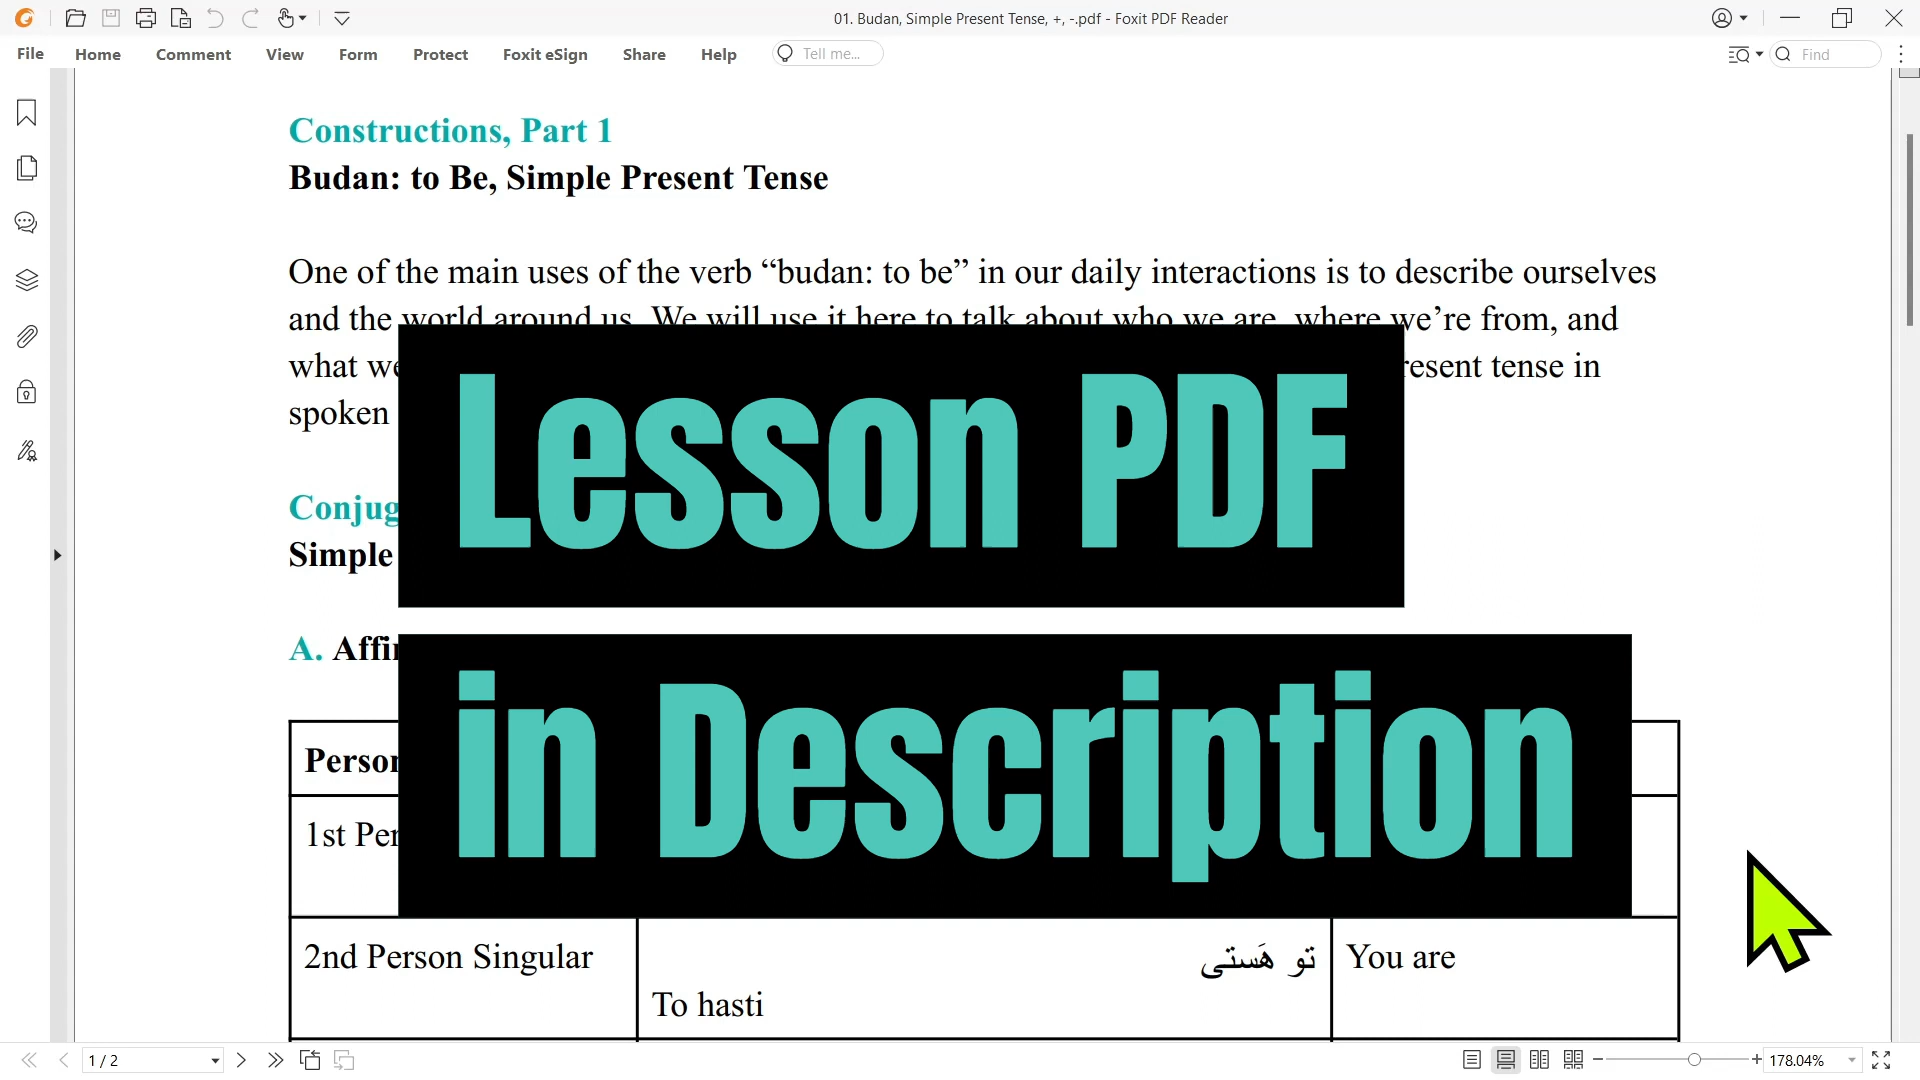 01. Budan, Simple Present Tense, +, -.pdf - Foxit PDF Reader
File Home Comment View Form Protect Foxit eSign Share Help Tell me... Find
Constructions, Part 1
Budan: to Be, Simple Present Tense
One of the main uses of the verb “budan: to be” in our daily interactions is to describe ourselves
and the world around us. We will use it here to talk about who we are, where we’re from, and
what we resent tense in
spoken
Lesson PDF
Conjug
Simple
A. Affi
in Description
Person
1st Per
2nd Person Singular
تو هَستی
To hasti
You are
1 / 2
178.04%